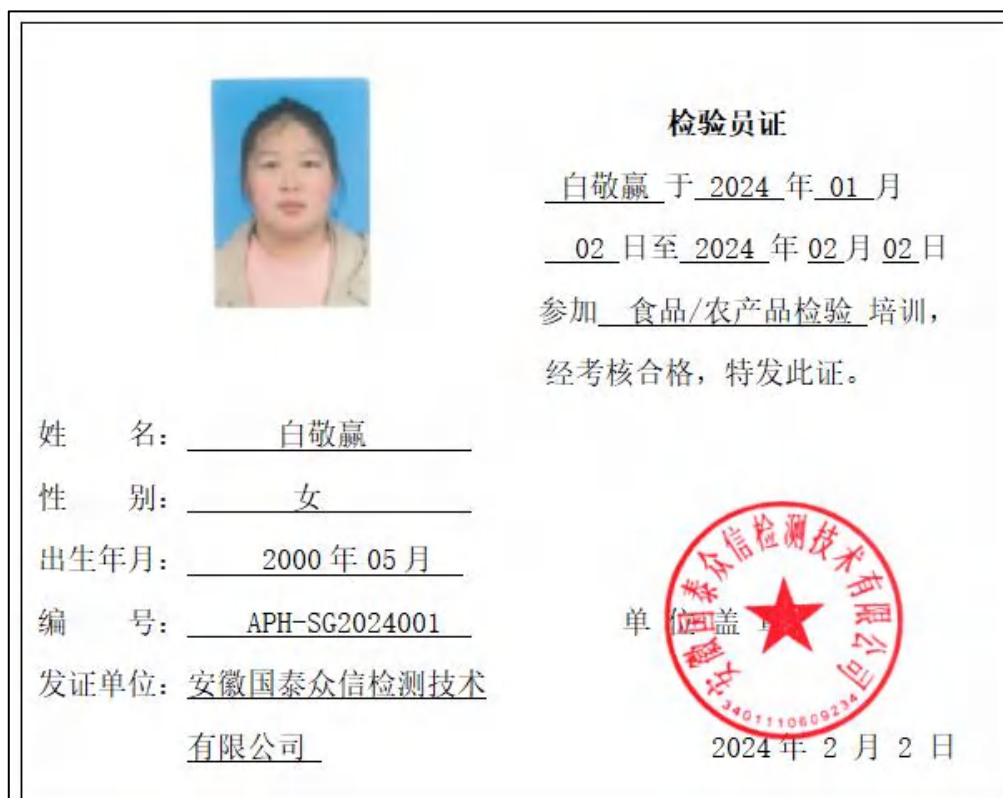 检验员证
白敬赢 于 2024 年 01 月
02 日至 2024 年 02 月 02 日
参加 食品/农产品检验 培训，
经考核合格，特发此证。
姓 名： 白敬赢
性 别： 女
出生年月： 2000 年 05 月
编 号： APH-SG2024001
发证单位： 安徽国泰众信检测技术
有限公司
单 位 盖 章
安徽国泰众信检测技术有限公司
3401110609234
2024 年 2 月 2 日